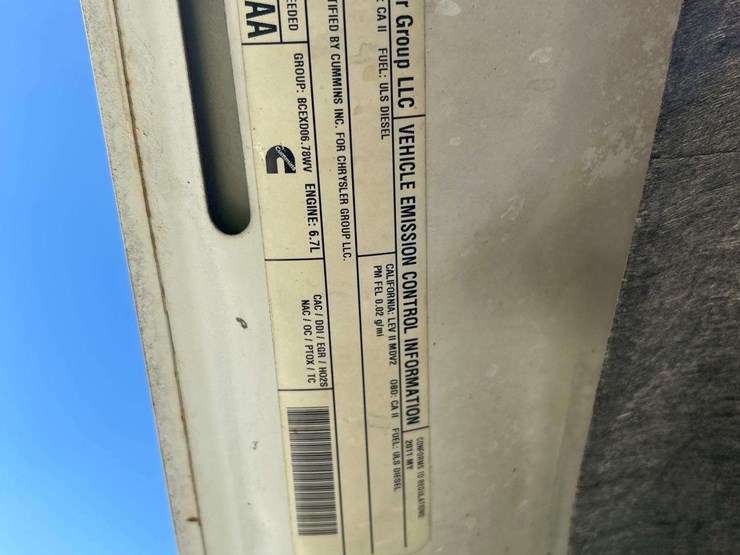 r Group LLC VEHICLE EMISSION CONTROL INFORMATION
CONFORMS TO REGULATIONS
2011 MY
: CA II FUEL: ULS DIESEL
CALIFORNIA: LEV II MDV2 OBD: CA II FUEL: ULS DIESEL
PM FEL 0.02 g/mi
TIFIED BY CUMMINS INC. FOR CHRYSLER GROUP LLC.
EEDED
AA
GROUP: BCEXD06.78WV ENGINE: 6.7L
Cummins
CAC / DDI / EGR / HO2S
NAC / OC / PTOX / TC